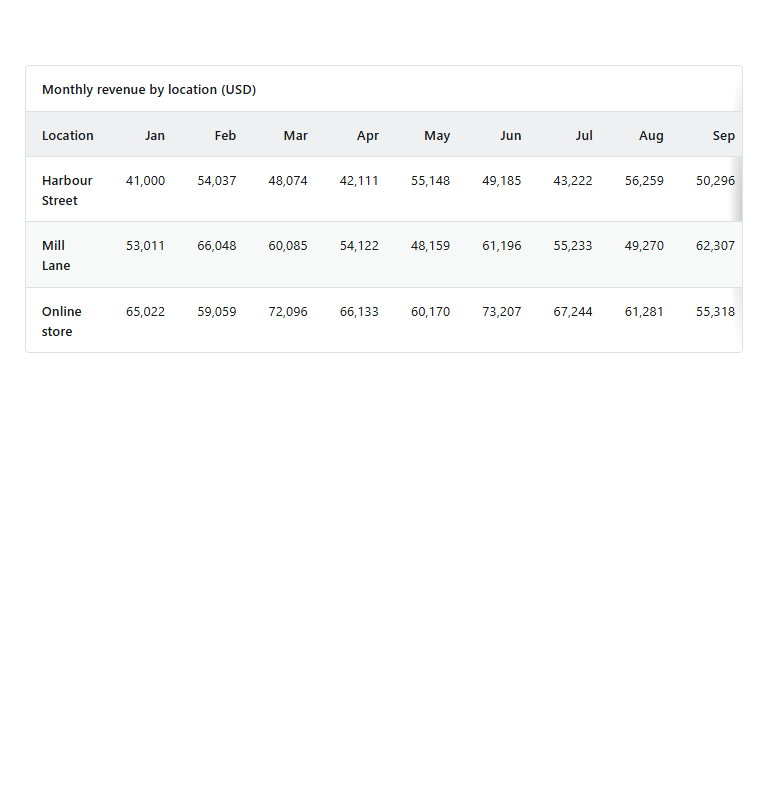 Monthly revenue by location (USD)
Location Jan Feb Mar Apr May Jun Jul Aug Sep
Harbour Street 41,000 54,037 48,074 42,111 55,148 49,185 43,222 56,259 50,296
Mill Lane 53,011 66,048 60,085 54,122 48,159 61,196 55,233 49,270 62,307
Online store 65,022 59,059 72,096 66,133 60,170 73,207 67,244 61,281 55,318